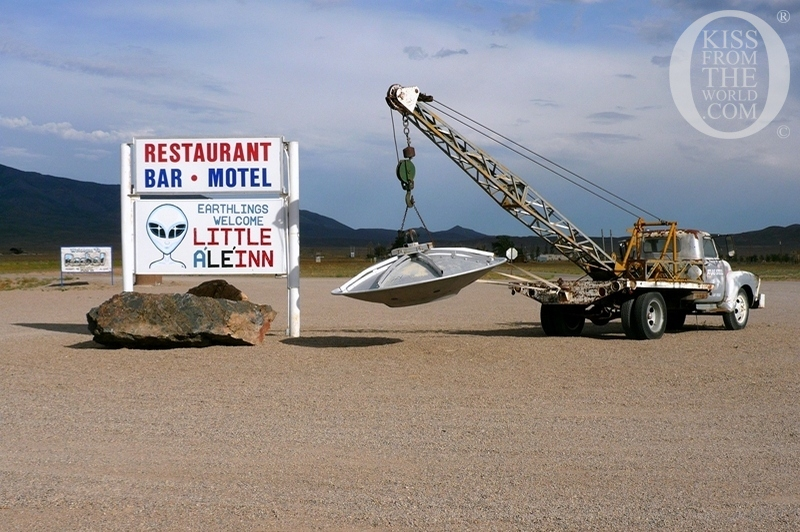 RESTAURANT
BAR • MOTEL
EARTHLINGS
WELCOME
LITTLE
A'LE'INN
KISS
FROM
THE
WORLD
.COM
®
©